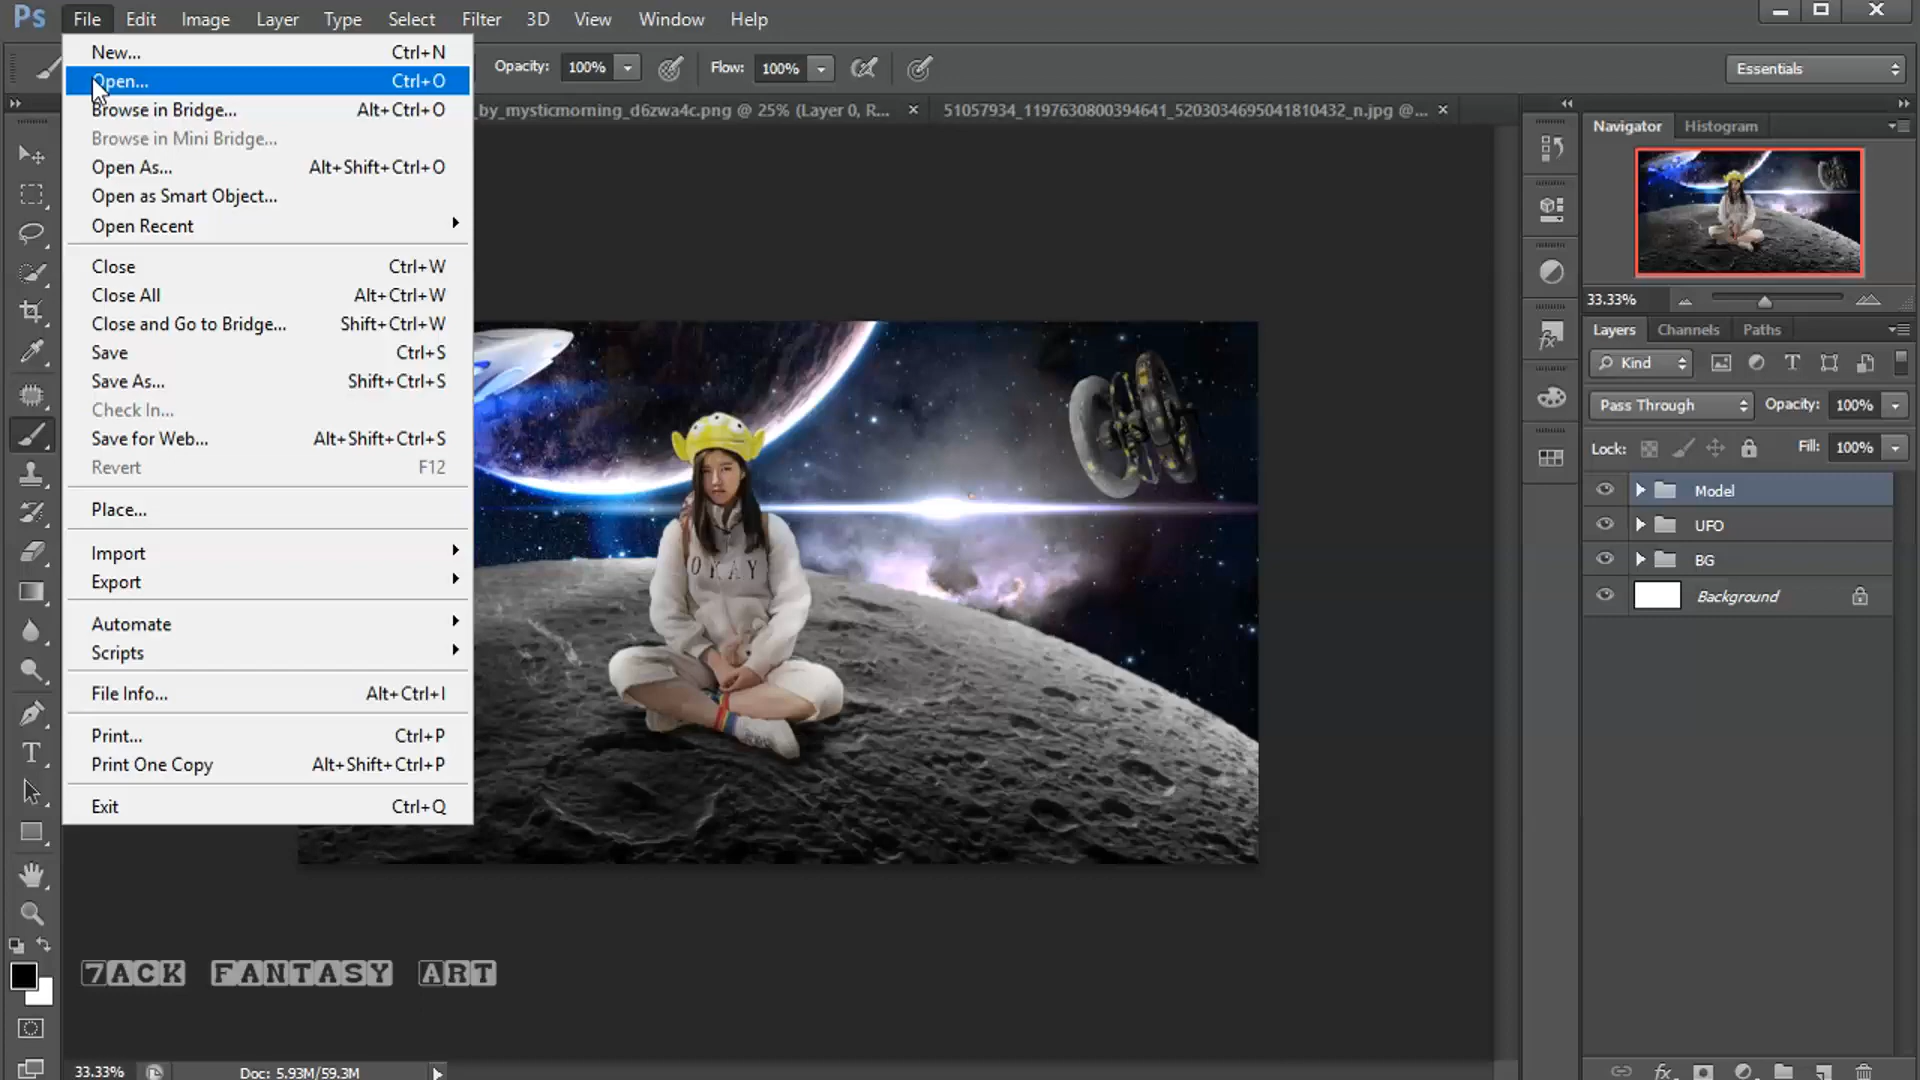 Ps File Edit Image Layer Type Select Filter 3D View Window Help
Opacity: 100% Flow: 100% Essentials
_by_mysticmorning_d6zwa4c.png @ 25% (Layer 0, R... × 51057934_1197630800394641_5203034695041810432_n.jpg @... ×
New... Ctrl+N
Open... Ctrl+O
Browse in Bridge... Alt+Ctrl+O
Browse in Mini Bridge...
Open As... Alt+Shift+Ctrl+O
Open as Smart Object...
Open Recent
Close Ctrl+W
Close All Alt+Ctrl+W
Close and Go to Bridge... Shift+Ctrl+W
Save Ctrl+S
Save As... Shift+Ctrl+S
Check In...
Save for Web... Alt+Shift+Ctrl+S
Revert F12
Place...
Import
Export
Automate
Scripts
File Info... Alt+Ctrl+I
Print... Ctrl+P
Print One Copy Alt+Shift+Ctrl+P
Exit Ctrl+Q
OKAY
7ACK FANTASY ART
33.33% Doc: 5.93M/59.3M
Navigator Histogram
33.33%
Layers Channels Paths
Kind
Pass Through Opacity: 100%
Lock: Fill: 100%
Model
UFO
BG
Background
fx